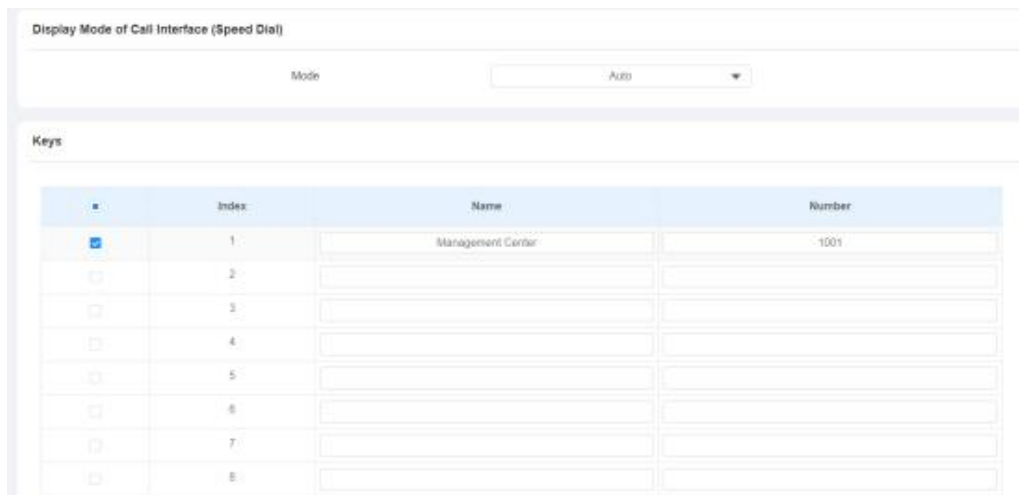 Display Mode of Call Interface (Speed Dial)
Mode Auto
Keys
Index Name Number
1 Management Center 1001
2
3
4
5
6
7
8